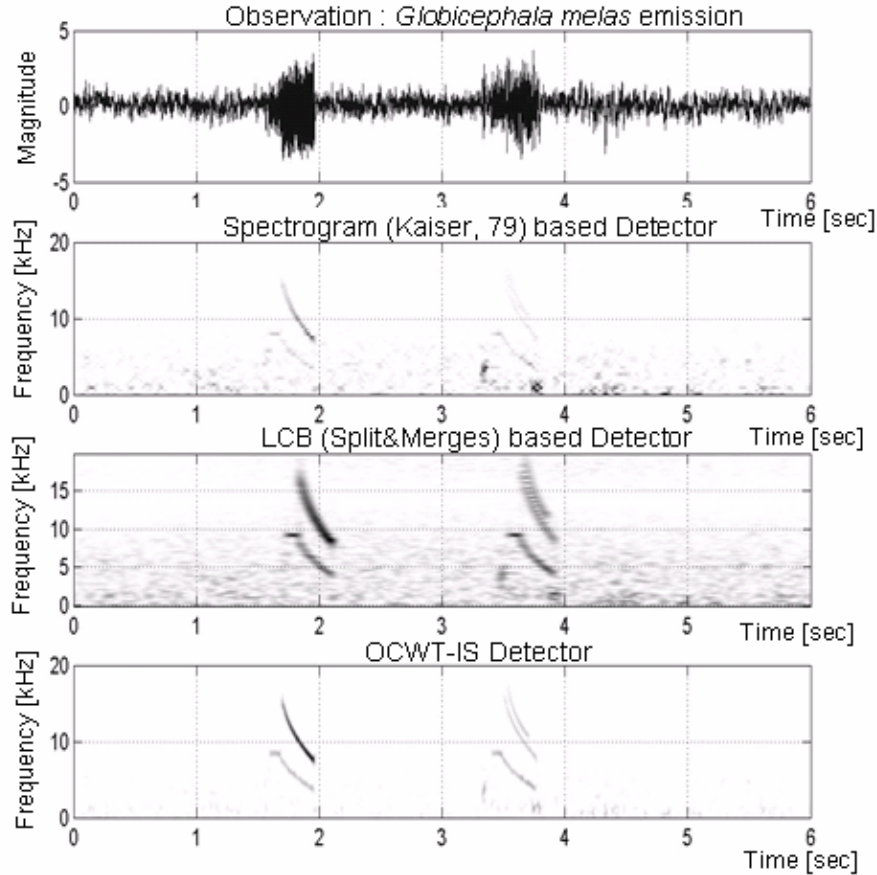 Observation : Globicephala melas emission
Magnitude
5
0
-5
0 1 2 3 4 5 6
Time [sec]
Spectrogram (Kaiser, 79) based Detector
Frequency [kHz]
20
10
0
0 1 2 3 4 5 6
Time [sec]
LCB (Split&Merges) based Detector
Frequency [kHz]
15
10
5
0
0 1 2 3 4 5 6
Time [sec]
OCWT-IS Detector
Frequency [kHz]
20
10
0
0 1 2 3 4 5 6
Time [sec]